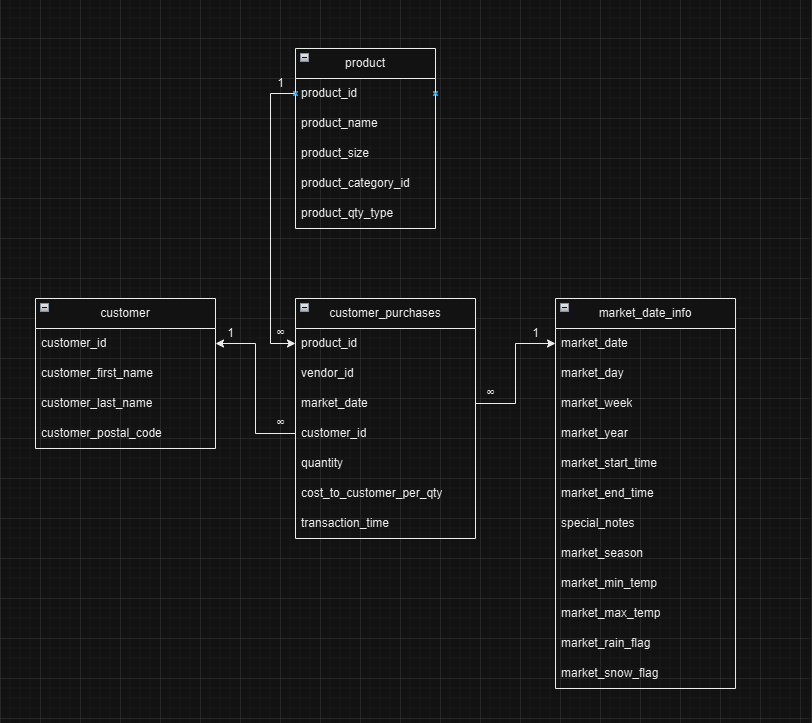 product
1
product_id
product_name
product_size
product_category_id
product_qty_type
customer
customer_id
customer_first_name
customer_last_name
customer_postal_code
1
∞
∞
customer_purchases
product_id
vendor_id
market_date
customer_id
quantity
cost_to_customer_per_qty
transaction_time
∞
1
market_date_info
market_date
market_day
market_week
market_year
market_start_time
market_end_time
special_notes
market_season
market_min_temp
market_max_temp
market_rain_flag
market_snow_flag